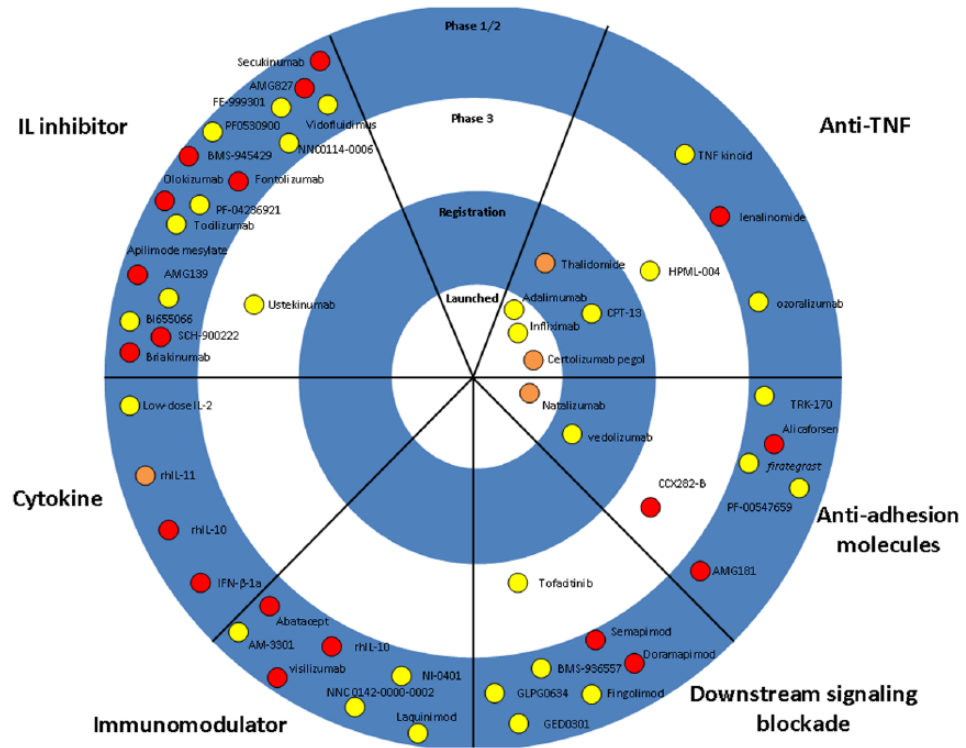 Phase 1/2
Phase 3
Registration
Launched
IL inhibitor
Secukinumab
AMG827
FE-999301
Vidofludimus
PF0530900
NN00114-0006
BMS-945429
Olokizumab
Fontolizumab
PF-04236921
Tocilizumab
Apilimode mesylate
AMG139
BI655066
SCH-900222
Briakinumab
Ustekinumab
Anti-TNF
TNF kinoid
lenalinomide
HPML-004
ozoralizumab
Thalidomide
Adalimumab
CPT-13
Infliximab
Certolizumab pegol
Natalizumab
vedolizumab
TRK-170
Alicaforsen
firategrast
PF-00547659
CCX282-B
AMG181
Anti-adhesion
molecules
Cytokine
Low-dose IL-2
rhIL-11
rhIL-10
IFN-β-1a
Abatacept
AM-3301
rhIL-10
visilizumab
NI-0401
NNC 0142-0000-0002
Laquinimod
Immunomodulator
Tofacitinib
Semapimod
Doramapimod
BMS-936557
GLPG0634
Fingolimod
GED0301
Downstream signaling
blockade